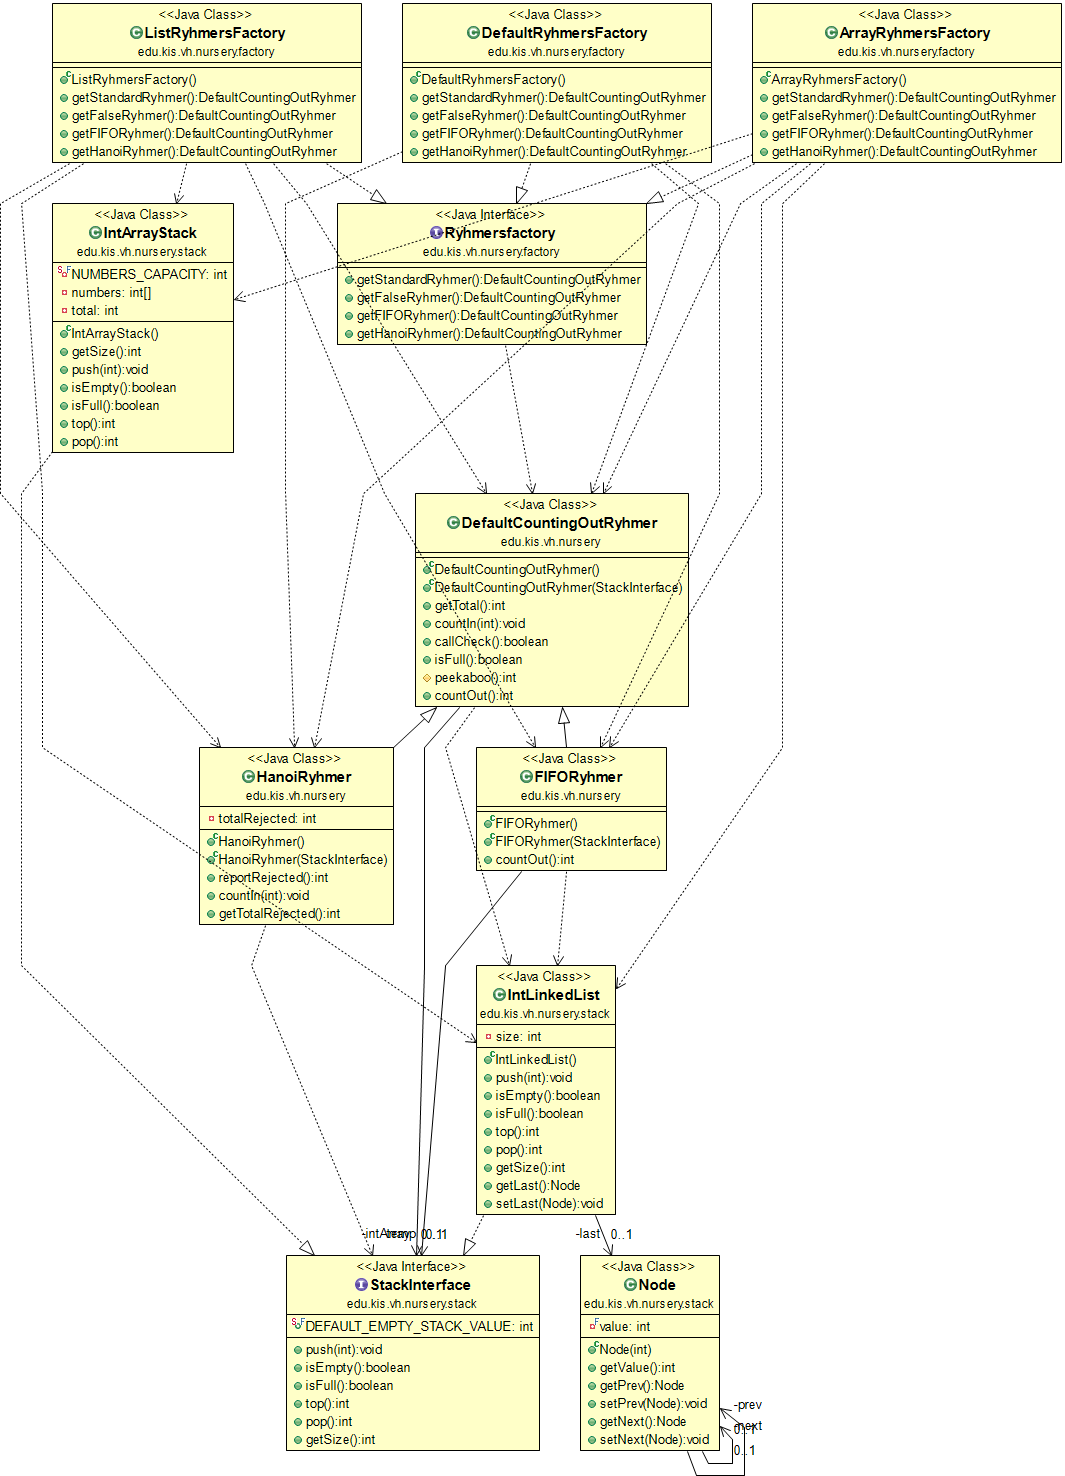 <<Java Class>>
ListRyhmersFactory
edu.kis.vh.nursery.factory
ListRyhmersFactory()
getStandardRyhmer():DefaultCountingOutRyhmer
getFalseRyhmer():DefaultCountingOutRyhmer
getFIFORyhmer():DefaultCountingOutRyhmer
getHanoiRyhmer():DefaultCountingOutRyhmer
<<Java Class>>
DefaultRyhmersFactory
edu.kis.vh.nursery.factory
DefaultRyhmersFactory()
getStandardRyhmer():DefaultCountingOutRyhmer
getFalseRyhmer():DefaultCountingOutRyhmer
getFIFORyhmer():DefaultCountingOutRyhmer
getHanoiRyhmer():DefaultCountingOutRyhmer
<<Java Class>>
ArrayRyhmersFactory
edu.kis.vh.nursery.factory
ArrayRyhmersFactory()
getStandardRyhmer():DefaultCountingOutRyhmer
getFalseRyhmer():DefaultCountingOutRyhmer
getFIFORyhmer():DefaultCountingOutRyhmer
getHanoiRyhmer():DefaultCountingOutRyhmer
<<Java Class>>
IntArrayStack
edu.kis.vh.nursery.stack
NUMBERS_CAPACITY: int
numbers: int[]
total: int
IntArrayStack()
getSize():int
push(int):void
isEmpty():boolean
isFull():boolean
top():int
pop():int
<<Java Interface>>
Ryhmersfactory
edu.kis.vh.nursery.factory
getStandardRyhmer():DefaultCountingOutRyhmer
getFalseRyhmer():DefaultCountingOutRyhmer
getFIFORyhmer():DefaultCountingOutRyhmer
getHanoiRyhmer():DefaultCountingOutRyhmer
<<Java Class>>
DefaultCountingOutRyhmer
edu.kis.vh.nursery
DefaultCountingOutRyhmer()
DefaultCountingOutRyhmer(StackInterface)
getTotal():int
countIn(int):void
callCheck():boolean
isFull():boolean
peekaboo():int
countOut():int
<<Java Class>>
HanoiRyhmer
edu.kis.vh.nursery
totalRejected: int
HanoiRyhmer()
HanoiRyhmer(StackInterface)
reportRejected():int
countIn(int):void
getTotalRejected():int
<<Java Class>>
FIFORyhmer
edu.kis.vh.nursery
FIFORyhmer()
FIFORyhmer(StackInterface)
countOut():int
<<Java Class>>
IntLinkedList
edu.kis.vh.nursery.stack
size: int
IntLinkedList()
push(int):void
isEmpty():boolean
isFull():boolean
top():int
pop():int
getSize():int
getLast():Node
setLast(Node):void
-intArray
-temp
0..1
0..1
-last 0..1
<<Java Interface>>
StackInterface
edu.kis.vh.nursery.stack
DEFAULT_EMPTY_STACK_VALUE: int
push(int):void
isEmpty():boolean
isFull():boolean
top():int
pop():int
getSize():int
<<Java Class>>
Node
edu.kis.vh.nursery.stack
value: int
Node(int)
getValue():int
getPrev():Node
setPrev(Node):void
getNext():Node
setNext(Node):void
-prev
-next
0..1
0..1